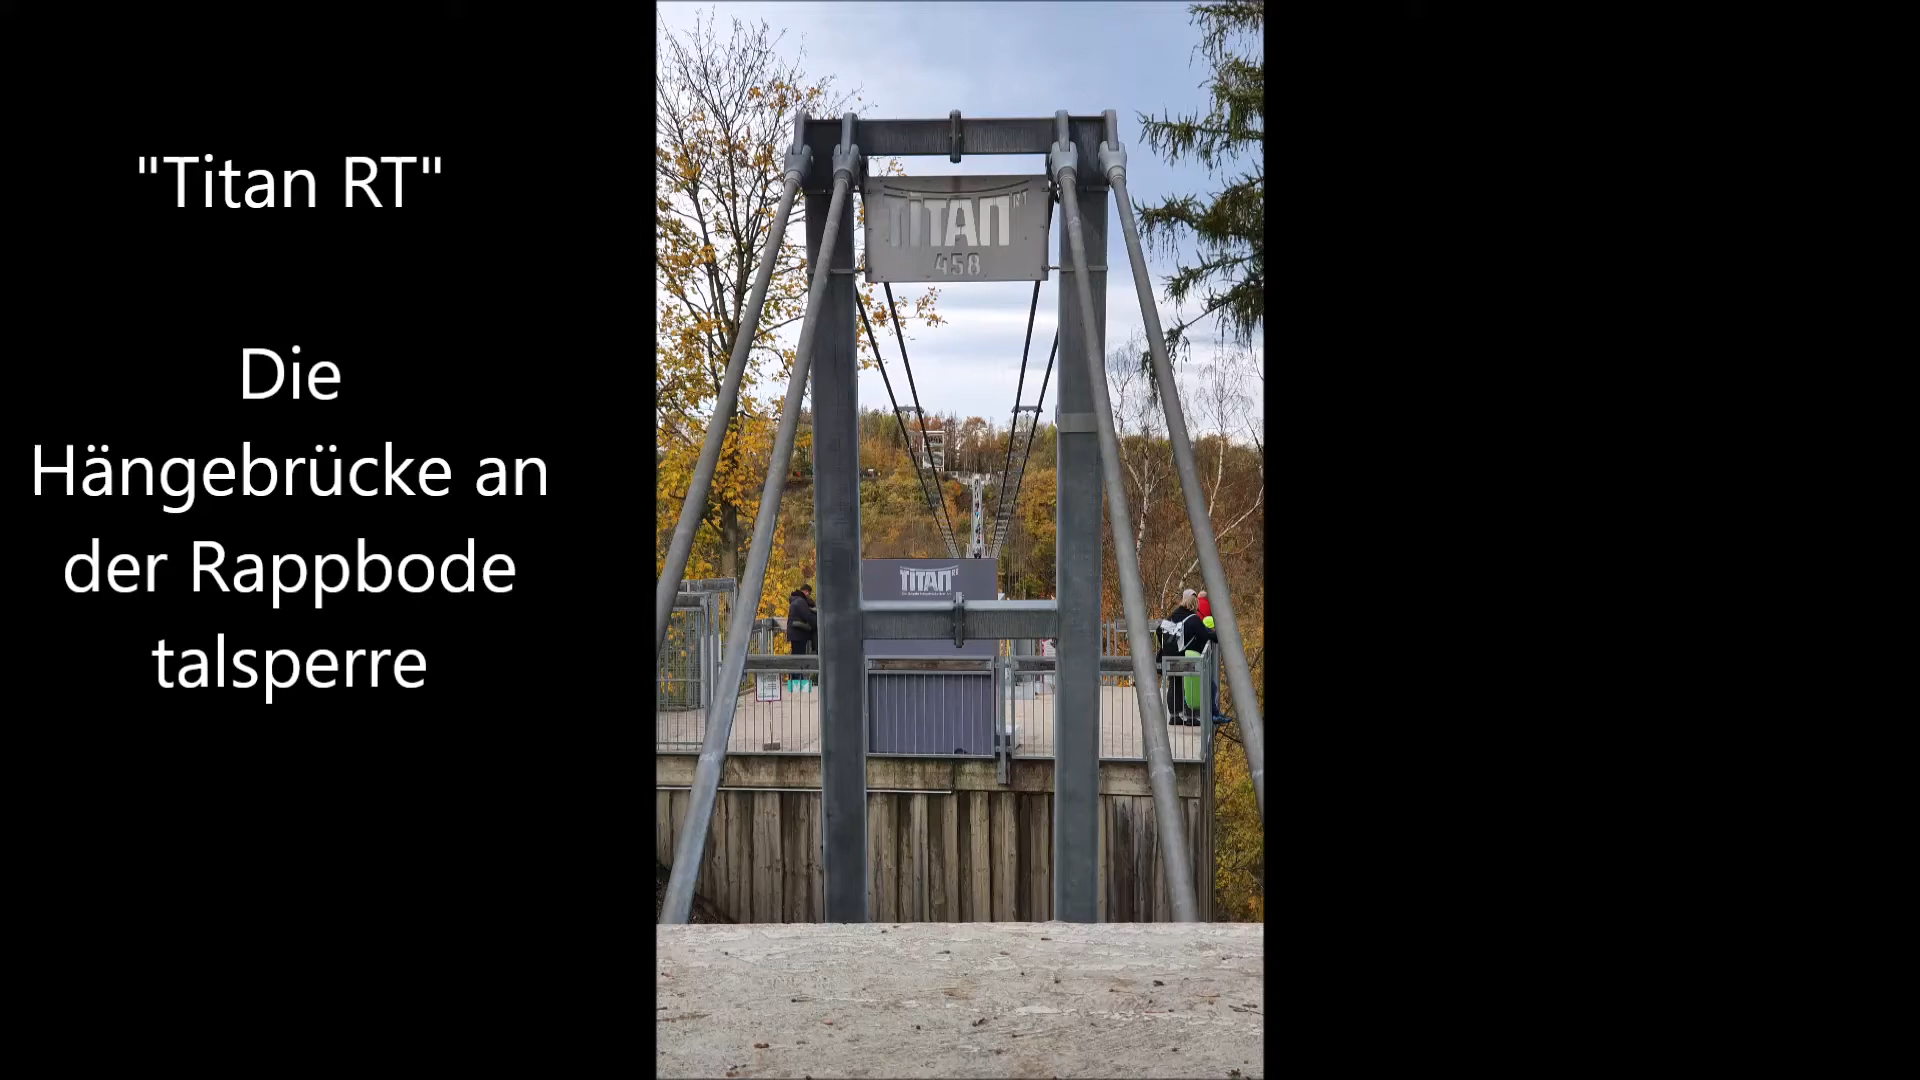 "Titan RT"
Die
Hängebrücke an
der Rappbode
talsperre
TITAN RT
458
TITAN RT